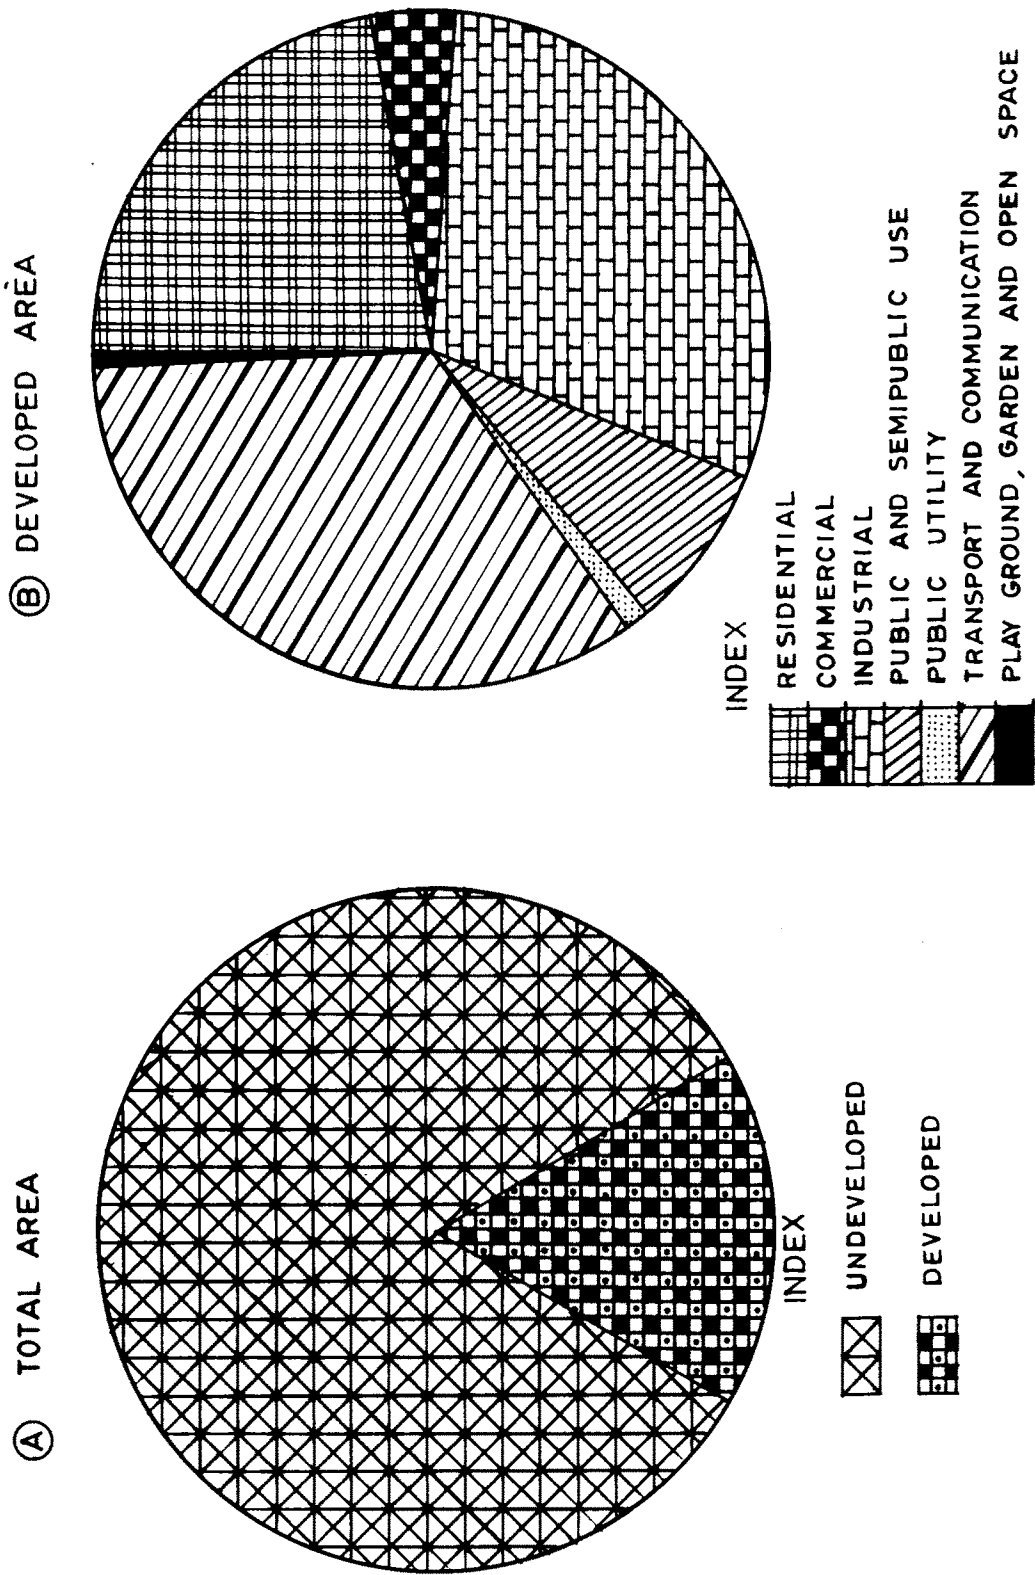 Ⓐ TOTAL AREA
INDEX
UNDEVELOPED
DEVELOPED
Ⓑ DEVELOPED AREA
INDEX
RESIDENTIAL
COMMERCIAL
INDUSTRIAL
PUBLIC AND SEMIPUBLIC USE
PUBLIC UTILITY
TRANSPORT AND COMMUNICATION
PLAY GROUND, GARDEN AND OPEN SPACE